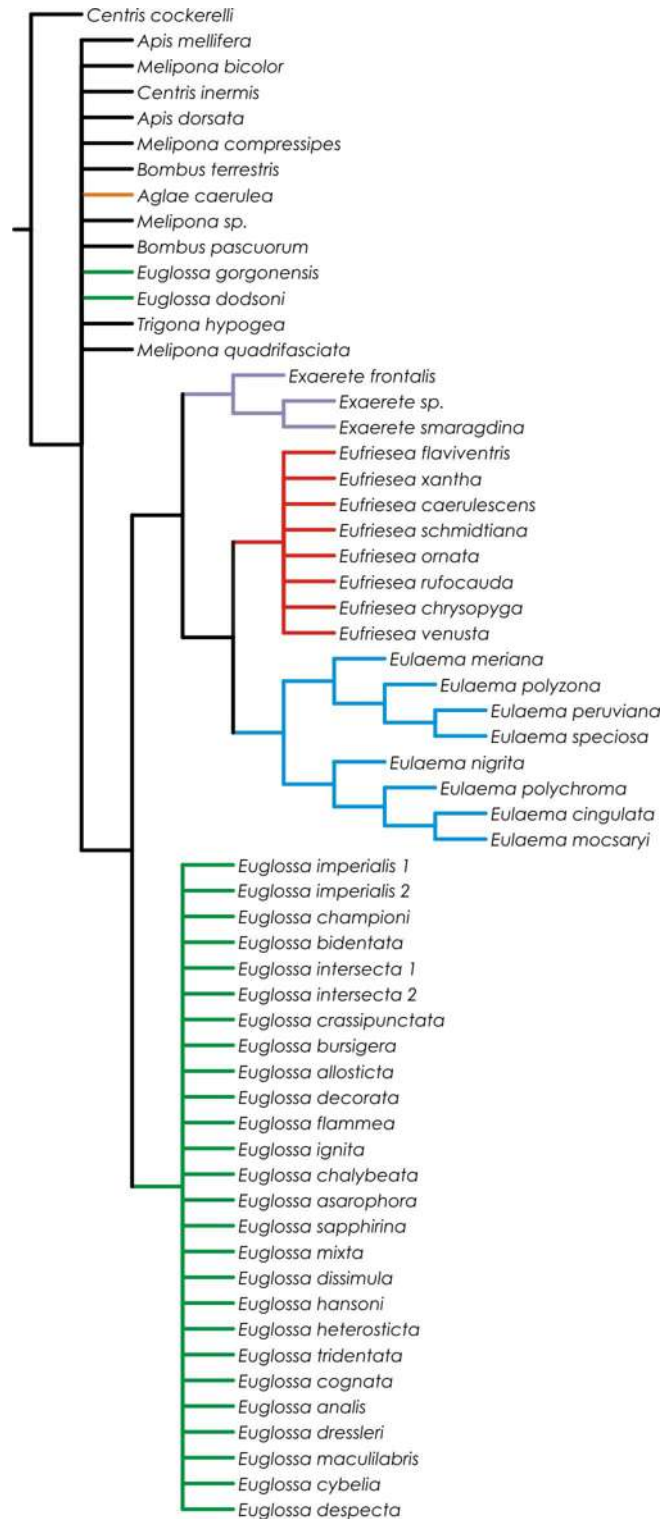 Centris cockerelli
Apis mellifera
Melipona bicolor
Centris inermis
Apis dorsata
Melipona compressipes
Bombus terrestris
Aglae caerulea
Melipona sp.
Bombus pascuorum
Euglossa gorgonensis
Euglossa dodsoni
Trigona hypogea
Melipona quadrifasciata
Exaerete frontalis
Exaerete sp.
Exaerete smaragdina
Eufriesea flaviventris
Eufriesea xantha
Eufriesea caerulescens
Eufriesea schmidtiana
Eufriesea ornata
Eufriesea rufocauda
Eufriesea chrysopyga
Eufriesea venusta
Eulaema meriana
Eulaema polyzona
Eulaema peruviana
Eulaema speciosa
Eulaema nigrita
Eulaema polychroma
Eulaema cingulata
Eulaema mocsaryi
Euglossa imperialis 1
Euglossa imperialis 2
Euglossa championi
Euglossa bidentata
Euglossa intersecta 1
Euglossa intersecta 2
Euglossa crassipunctata
Euglossa bursigera
Euglossa allosticta
Euglossa decorata
Euglossa flammea
Euglossa ignita
Euglossa chalybeata
Euglossa asarophora
Euglossa sapphirina
Euglossa mixta
Euglossa dissimula
Euglossa hansoni
Euglossa heterosticta
Euglossa tridentata
Euglossa cognata
Euglossa analis
Euglossa dressleri
Euglossa maculilabris
Euglossa cybelia
Euglossa despecta